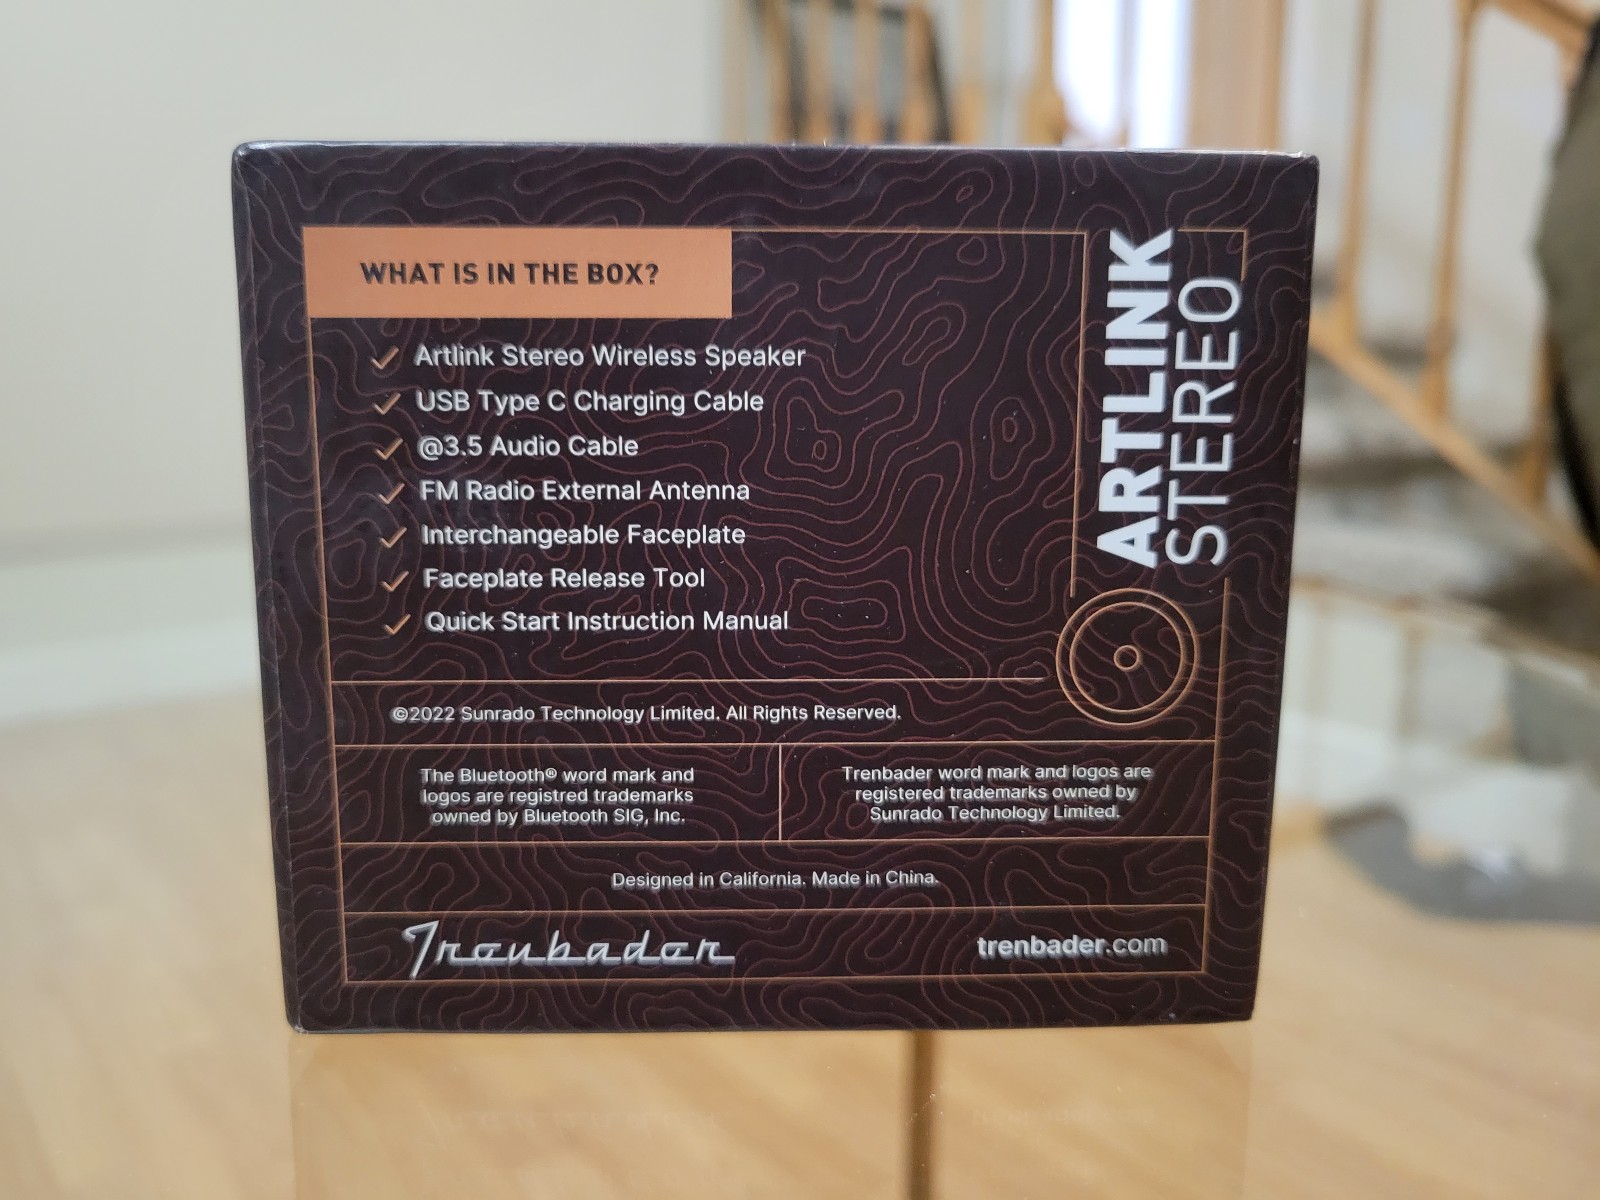 WHAT IS IN THE BOX?
Artlink Stereo Wireless Speaker
USB Type C Charging Cable
@3.5 Audio Cable
FM Radio External Antenna
Interchangeable Faceplate
Faceplate Release Tool
Quick Start Instruction Manual
ARTLINK
STEREO
©2022 Sunrado Technology Limited. All Rights Reserved.
The Bluetooth® word mark and
logos are registred trademarks
owned by Bluetooth SIG, Inc.
Trenbader word mark and logos are
registered trademarks owned by
Sunrado Technology Limited.
Designed in California. Made in China.
Troubador
trenbader.com